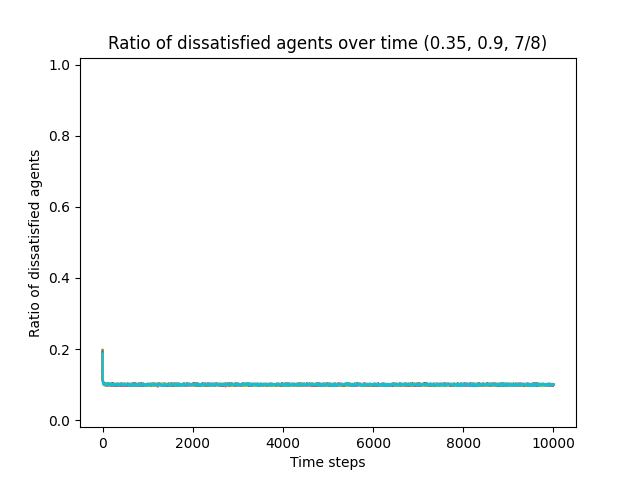 Ratio of dissatisfied agents over time (0.35, 0.9, 7/8)
1.0
0.8
0.6
0.4
0.2
0.0
Ratio of dissatisfied agents
0 2000 4000 6000 8000 10000
Time steps